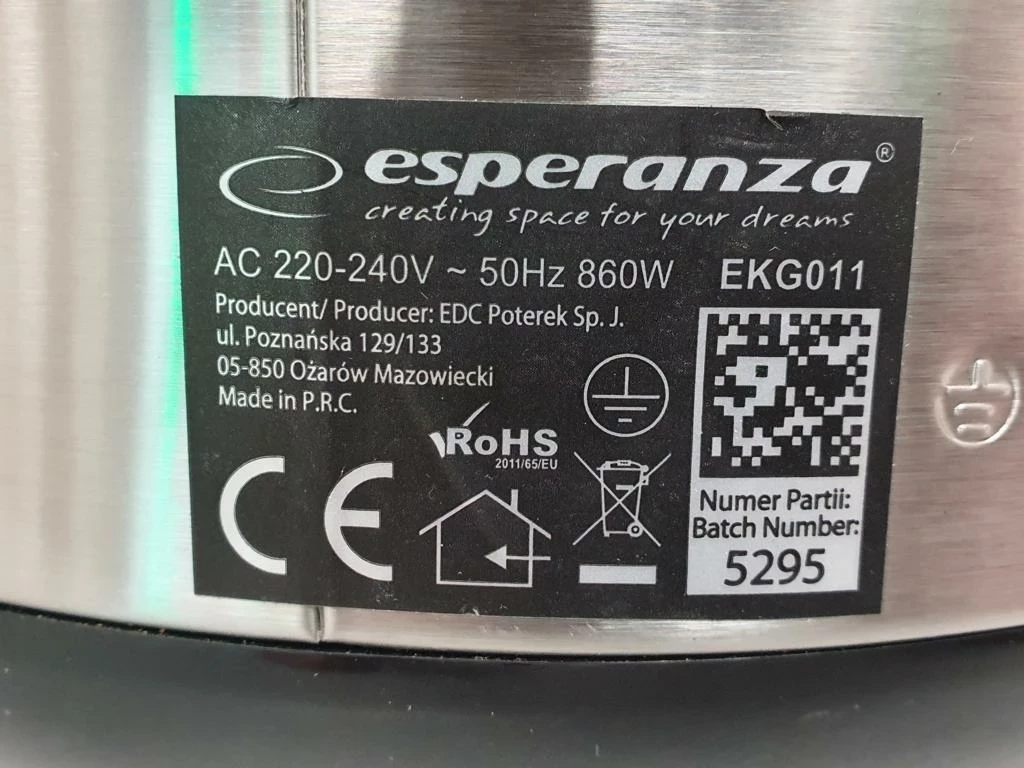 esperanza®
creating space for your dreams
AC 220-240V ~ 50Hz 860W EKG011
Producent/ Producer: EDC Poterek Sp. J.
ul. Poznańska 129/133
05-850 Ożarów Mazowiecki
Made in P.R.C.
RoHS
2011/65/EU
CE
Numer Partii:
Batch Number:
5295